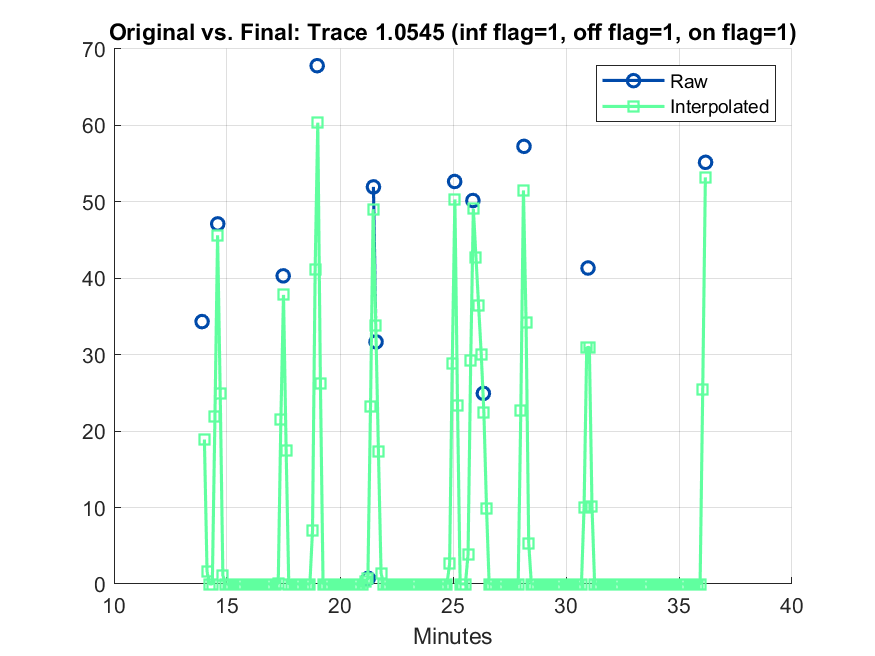 Original vs. Final: Trace 1.0545 (inf flag=1, off flag=1, on flag=1)
70
60
50
40
30
20
10
0
Raw
Interpolated
10 15 20 25 30 35 40
Minutes